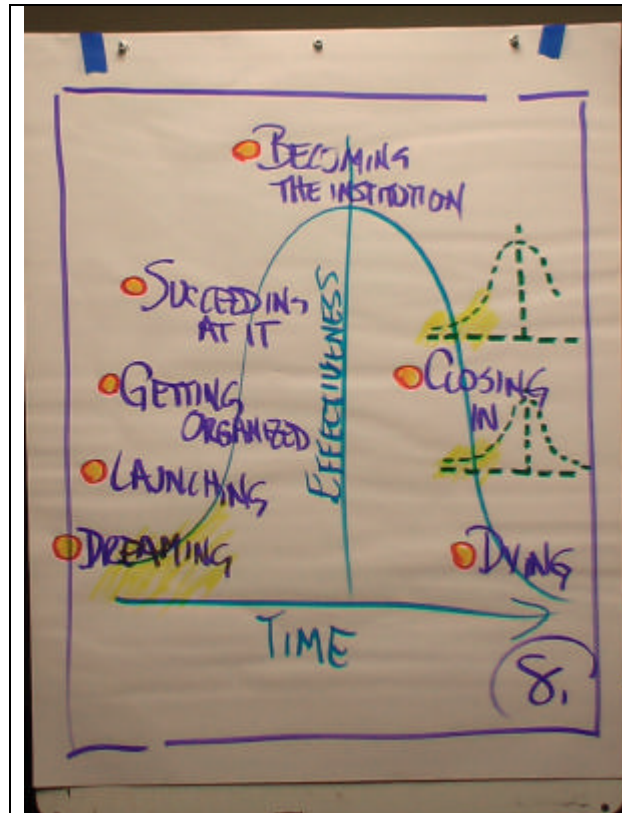 BECOMING
THE INSTITUTION
SUCCEEDING
AT IT
GETTING
ORGANIZED
LAUNCHING
DREAMING
EFFECTIVENESS
CLOSING
IN
DYING
TIME
8.